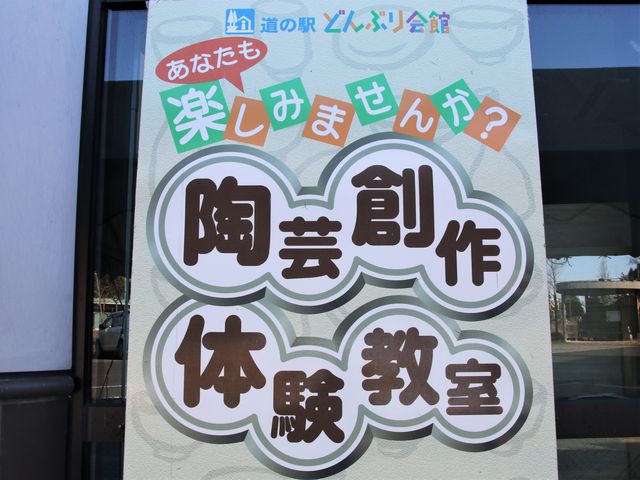 道の駅 どんぶり会館
あなたも
楽しみませんか?
陶芸創作
体験教室